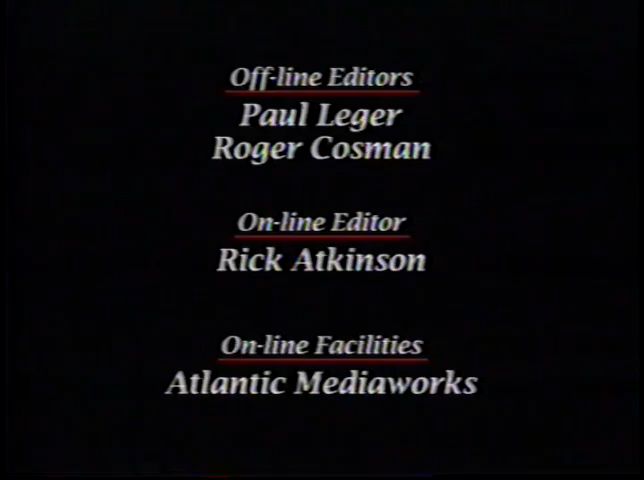 Off-line Editors
Paul Leger
Roger Cosman
On-line Editor
Rick Atkinson
On-line Facilities
Atlantic Mediaworks